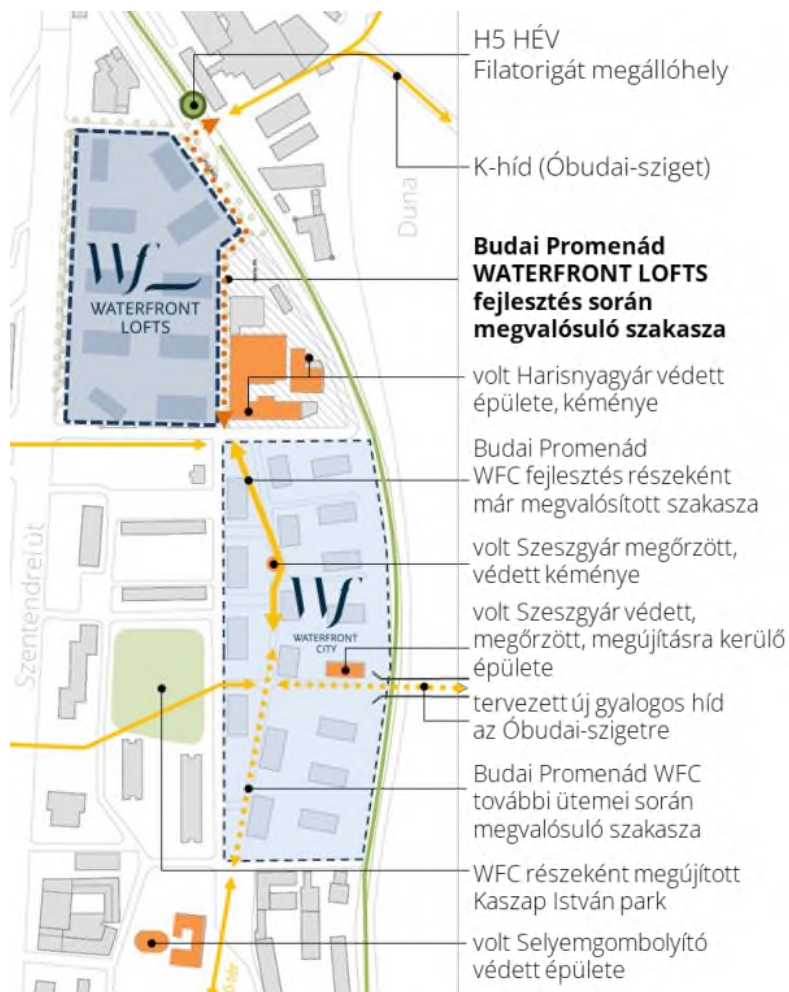 H5 HÉV
Filatorigát megállóhely
K-híd (Óbudai-sziget)
Duna
Budai Promenád
WATERFRONT LOFTS
fejlesztés során
megvalósuló szakasza
WL
WATERFRONT
LOFTS
volt Harisnyagyár védett
épülete, kéménye
Budai Promenád
WFC fejlesztés részeként
már megvalósított szakasza
volt Szeszgyár megőrzött,
védett kéménye
Szentendrei út
WF
WATERFRONT
CITY
volt Szeszgyár védett,
megőrzött, megújításra kerülő
épülete
tervezett új gyalogos híd
az Óbudai-szigetre
Budai Promenád WFC
további ütemei során
megvalósuló szakasza
WFC részeként megújított
Kaszap István park
volt Selyemgombolyító
védett épülete
ő tér